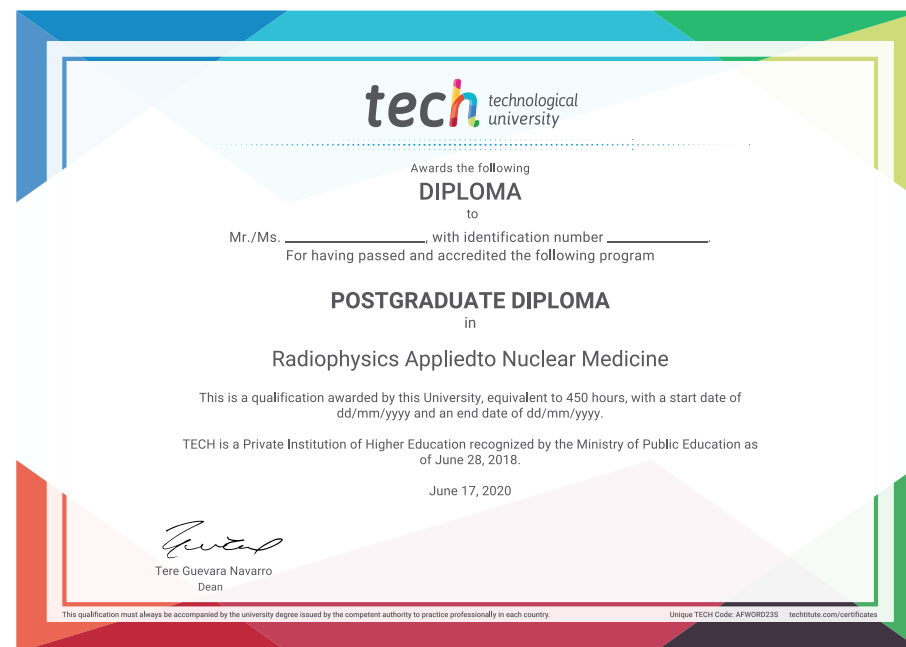 tech technological
university
Awards the following
DIPLOMA
to
Mr./Ms. ____________________, with identification number ______________.
For having passed and accredited the following program
POSTGRADUATE DIPLOMA
in
Radiophysics Appliedto Nuclear Medicine
This is a qualification awarded by this University, equivalent to 450 hours, with a start date of
dd/mm/yyyy and an end date of dd/mm/yyyy.
TECH is a Private Institution of Higher Education recognized by the Ministry of Public Education as
of June 28, 2018.
June 17, 2020
Tere Guevara Navarro
Dean
This qualification must always be accompanied by the university degree issued by the competent authority to practice professionally in each country. Unique TECH Code: AFWORD23S techtitute.com/certificates